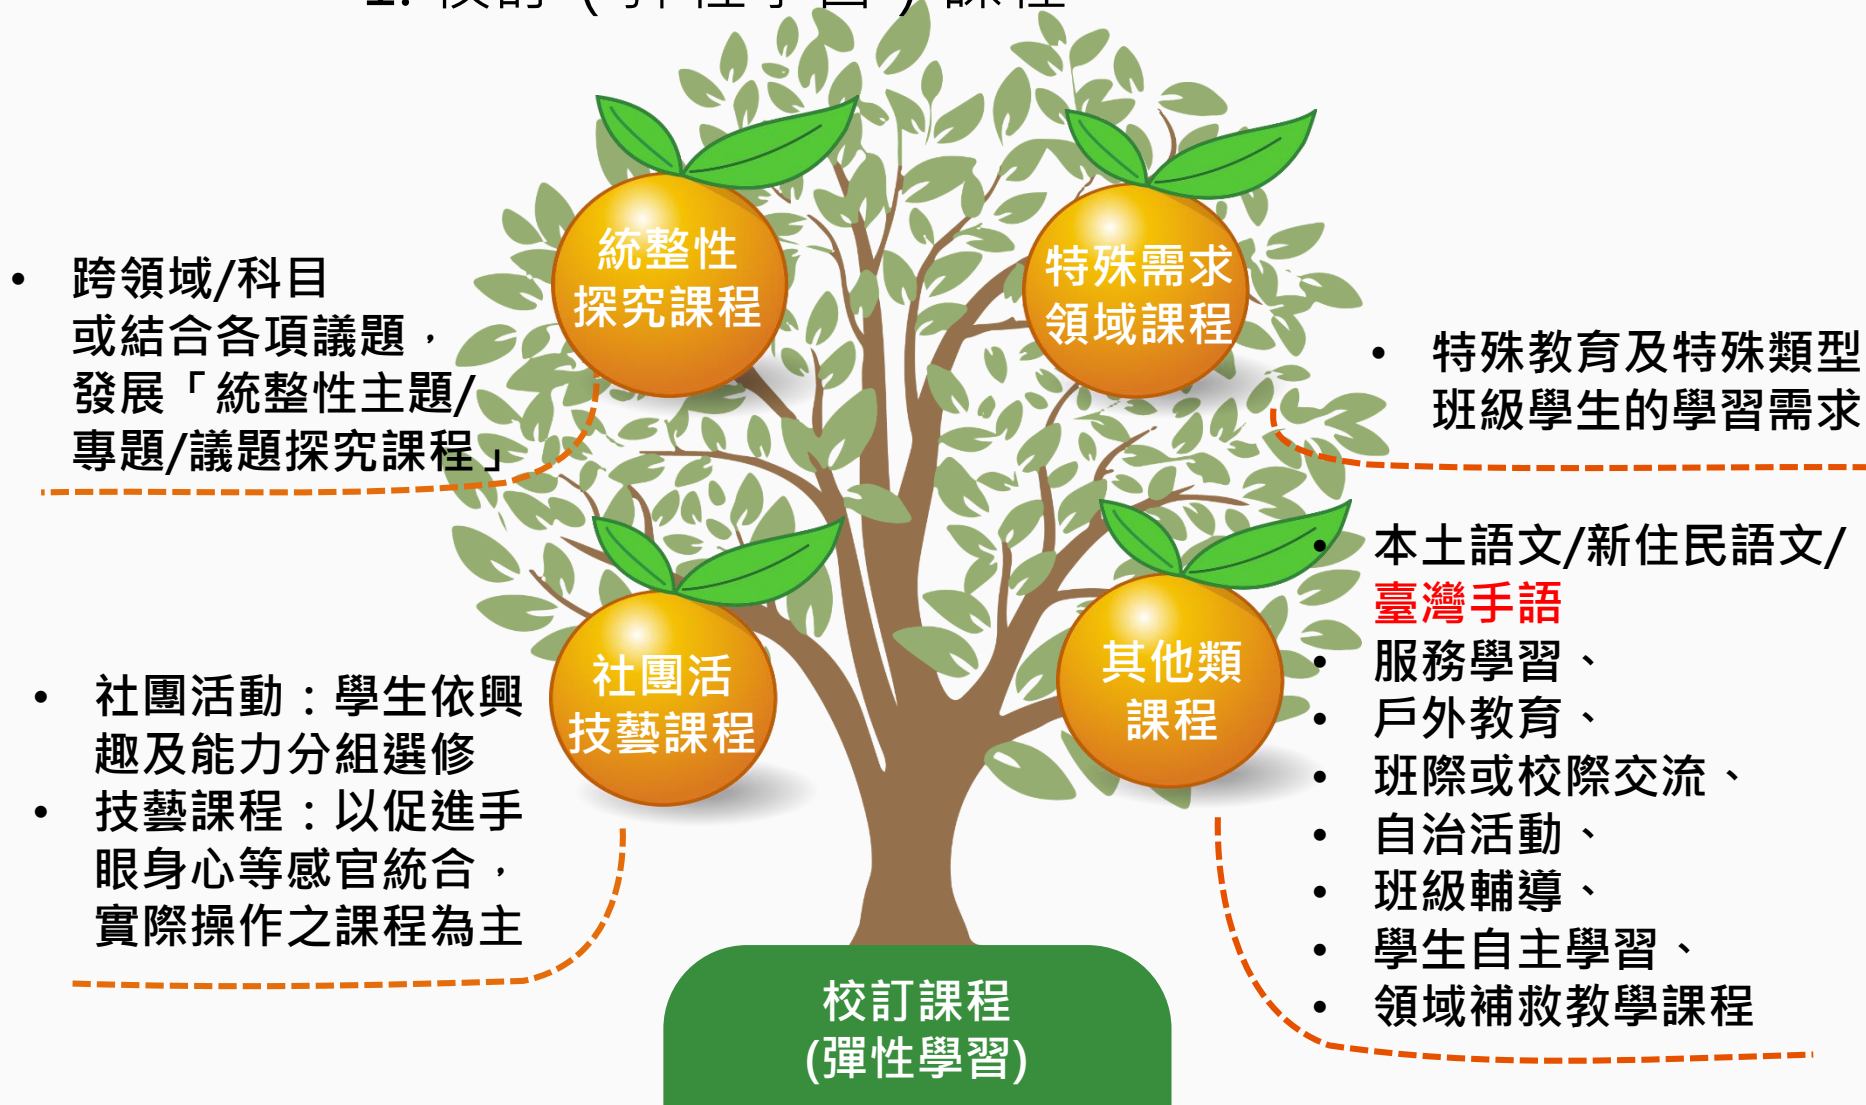 統整性
探究課程
特殊需求
領域課程
• 跨領域/科目
或結合各項議題，
發展「統整性主題/
專題/議題探究課程」
• 特殊教育及特殊類型
班級學生的學習需求
社團活
技藝課程
其他類
課程
• 社團活動：學生依興
趣及能力分組選修
• 技藝課程：以促進手
眼身心等感官統合，
實際操作之課程為主
• 本土語文/新住民語文/
臺灣手語
• 服務學習、
• 戶外教育、
• 班際或校際交流、
• 自治活動、
• 班級輔導、
• 學生自主學習、
• 領域補救教學課程
校訂課程
(彈性學習)